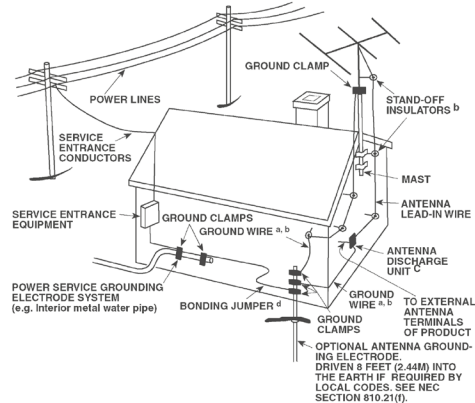 GROUND CLAMP
POWER LINES
STAND-OFF
INSULATORS b
SERVICE
ENTRANCE
CONDUCTORS
MAST
ANTENNA
LEAD-IN WIRE
SERVICE ENTRANCE
EQUIPMENT
GROUND CLAMPS
GROUND WIRE a, b
ANTENNA
DISCHARGE
UNIT C
POWER SERVICE GROUNDING
ELECTRODE SYSTEM
(e.g. Interior metal water pipe)
BONDING JUMPER d
GROUND
WIRE a, b
TO EXTERNAL
ANTENNA
TERMINALS
OF PRODUCT
GROUND
CLAMPS
OPTIONAL ANTENNA GROUND-
ING ELECTRODE.
DRIVEN 8 FEET (2.44M) INTO
THE EARTH IF REQUIRED BY
LOCAL CODES. SEE NEC
SECTION 810.21(f).